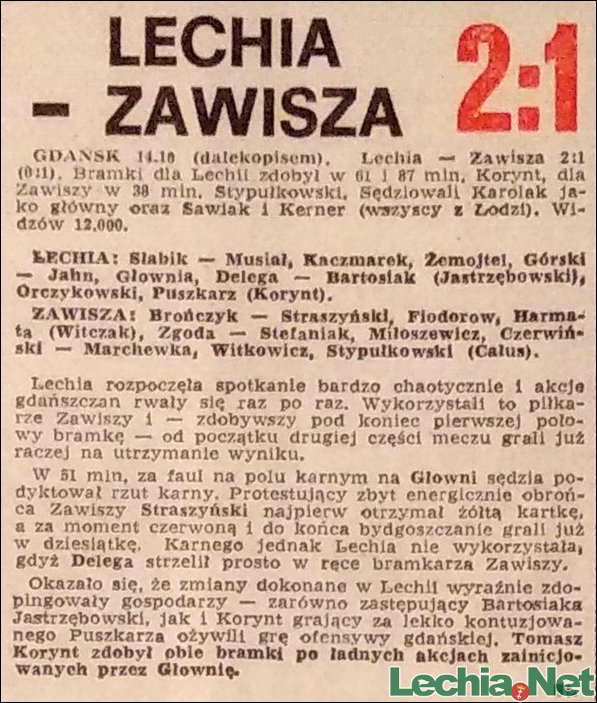 LECHIA
– ZAWISZA
2:1
GDAŃSK 14.10 (dalekopisem). Lechia — Zawisza 2:1
(0:1). Bramki dla Lechii zdobył w 61 i 87 min. Korynt, dla
Zawiszy w 38 min. Stypułkowski. Sędziowali Karolak ja-
ko główny oraz Sawiak i Kerner (wszyscy z Łodzi). Wi-
dzów 12.000.
LECHIA: Słabik — Musiał, Kaczmarek, Żemojtel, Górski
— Jahn, Głownia, Delega — Bartosiak (Jastrzębowski),
Orczykowski, Puszkarz (Korynt).
ZAWISZA: Brończyk — Straszyński, Fiodorow, Harma-
ta (Witczak), Zgoda — Stefaniak, Miłoszewicz, Czerwiń-
ski — Marchewka, Witkowicz, Stypułkowski (Całus).
Lechia rozpoczęła spotkanie bardzo chaotycznie i akcje
gdańszczan rwały się raz po raz. Wykorzystali to piłka-
rze Zawiszy i — zdobywszy pod koniec pierwszej poło-
wy bramkę — od początku drugiej części meczu grali już
raczej na utrzymanie wyniku.
W 51 min, za faul na polu karnym na Głowni sędzia po-
dyktował rzut karny. Protestujący zbyt energicznie obroń-
ca Zawiszy Straszyński najpierw otrzymał żółtą kartkę,
a za moment czerwoną i do końca bydgoszczanie grali już
w dziesiątkę. Karnego jednak Lechia nie wykorzystała,
gdyż Delega strzelił prosto w ręce bramkarza Zawiszy.
Okazało się, że zmiany dokonane w Lechii wyraźnie zdo-
pingowały gospodarzy — zarówno zastępujący Bartosiaka
Jastrzębowski, jak i Korynt grający za lekko kontuzjowa-
nego Puszkarza ożywili grę ofensywy gdańskiej. Tomasz
Korynt zdobył obie bramki po ładnych akcjach zainicjo-
wanych przez Głownię.
Lechia.Net